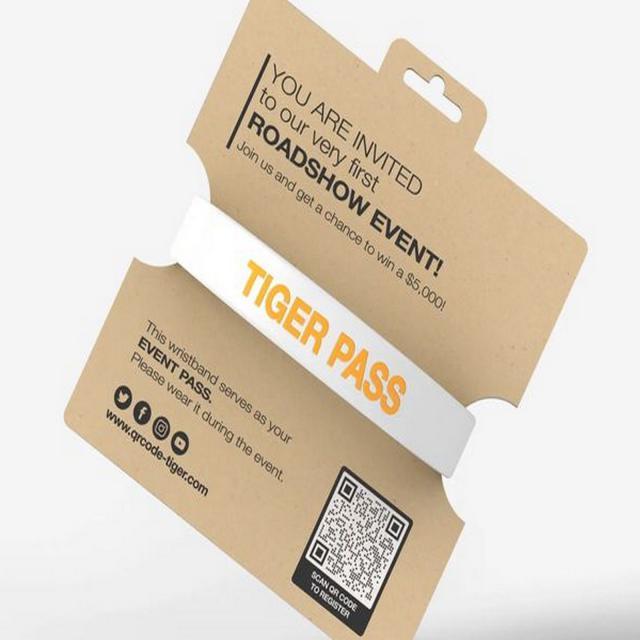 YOU ARE INVITED
to our very first
ROADSHOW EVENT!
Join us and get a chance to win a $5,000!
TIGER PASS
This wristband serves as your
EVENT PASS.
Please wear it during the event.
www.qrcode-tiger.com
SCAN QR CODE
TO REGISTER